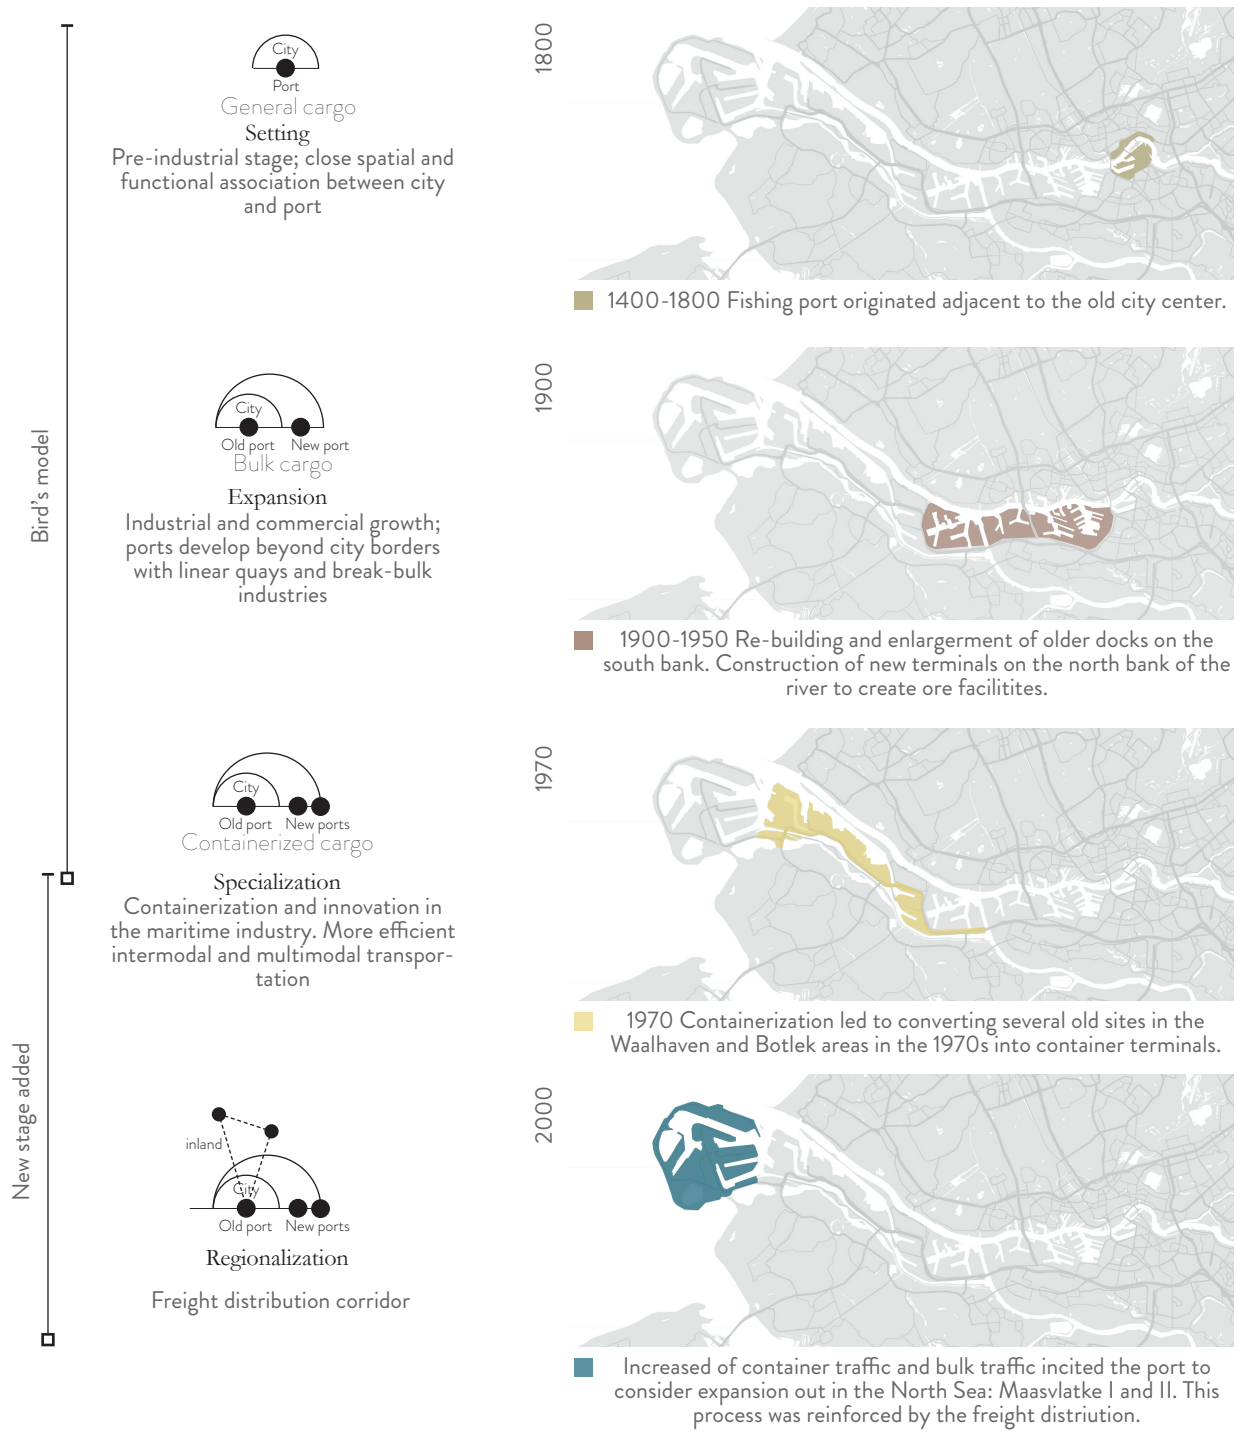 Bird's model
New stage added
City
Port
General cargo
Setting
Pre-industrial stage; close spatial and
functional association between city
and port
1800
1400-1800 Fishing port originated adjacent to the old city center.
City
Old port
New port
Bulk cargo
Expansion
Industrial and commercial growth;
ports develop beyond city borders
with linear quays and break-bulk
industries
1900
1900-1950 Re-building and enlargerment of older docks on the
south bank. Construction of new terminals on the north bank of the
river to create ore facilitites.
City
Old port
New ports
Containerized cargo
Specialization
Containerization and innovation in
the maritime industry. More efficient
intermodal and multimodal transpor-
tation
1970
1970 Containerization led to converting several old sites in the
Waalhaven and Botlek areas in the 1970s into container terminals.
inland
City
Old port
New ports
Regionalization
Freight distribution corridor
2000
Increased of container traffic and bulk traffic incited the port to
consider expansion out in the North Sea: Maasvlatke I and II. This
process was reinforced by the freight distriution.